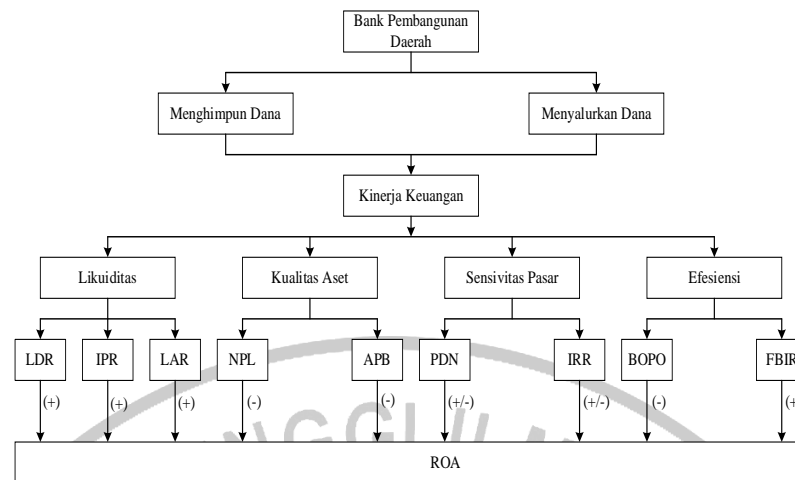 Bank Pembangunan
Daerah
Menghimpun Dana
Menyalurkan Dana
Kinerja Keuangan
Likuiditas
Kualitas Aset
Sensivitas Pasar
Efesiensi
LDR
IPR
LAR
NPL
APB
PDN
IRR
BOPO
FBIR
(+)
(+)
(+)
(-)
(-)
(+/-)
(+/-)
(-)
(+
ROA